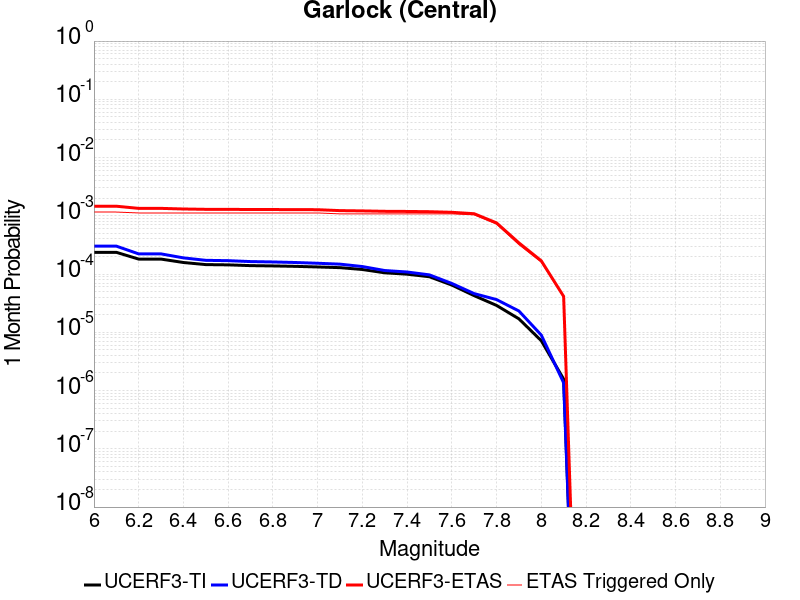 Garlock (Central)
1 Month Probability
10^0
10^-1
10^-2
10^-3
10^-4
10^-5
10^-6
10^-7
10^-8
6 6.2 6.4 6.6 6.8 7 7.2 7.4 7.6 7.8 8 8.2 8.4 8.6 8.8 9
Magnitude
UCERF3-TI UCERF3-TD UCERF3-ETAS ETAS Triggered Only